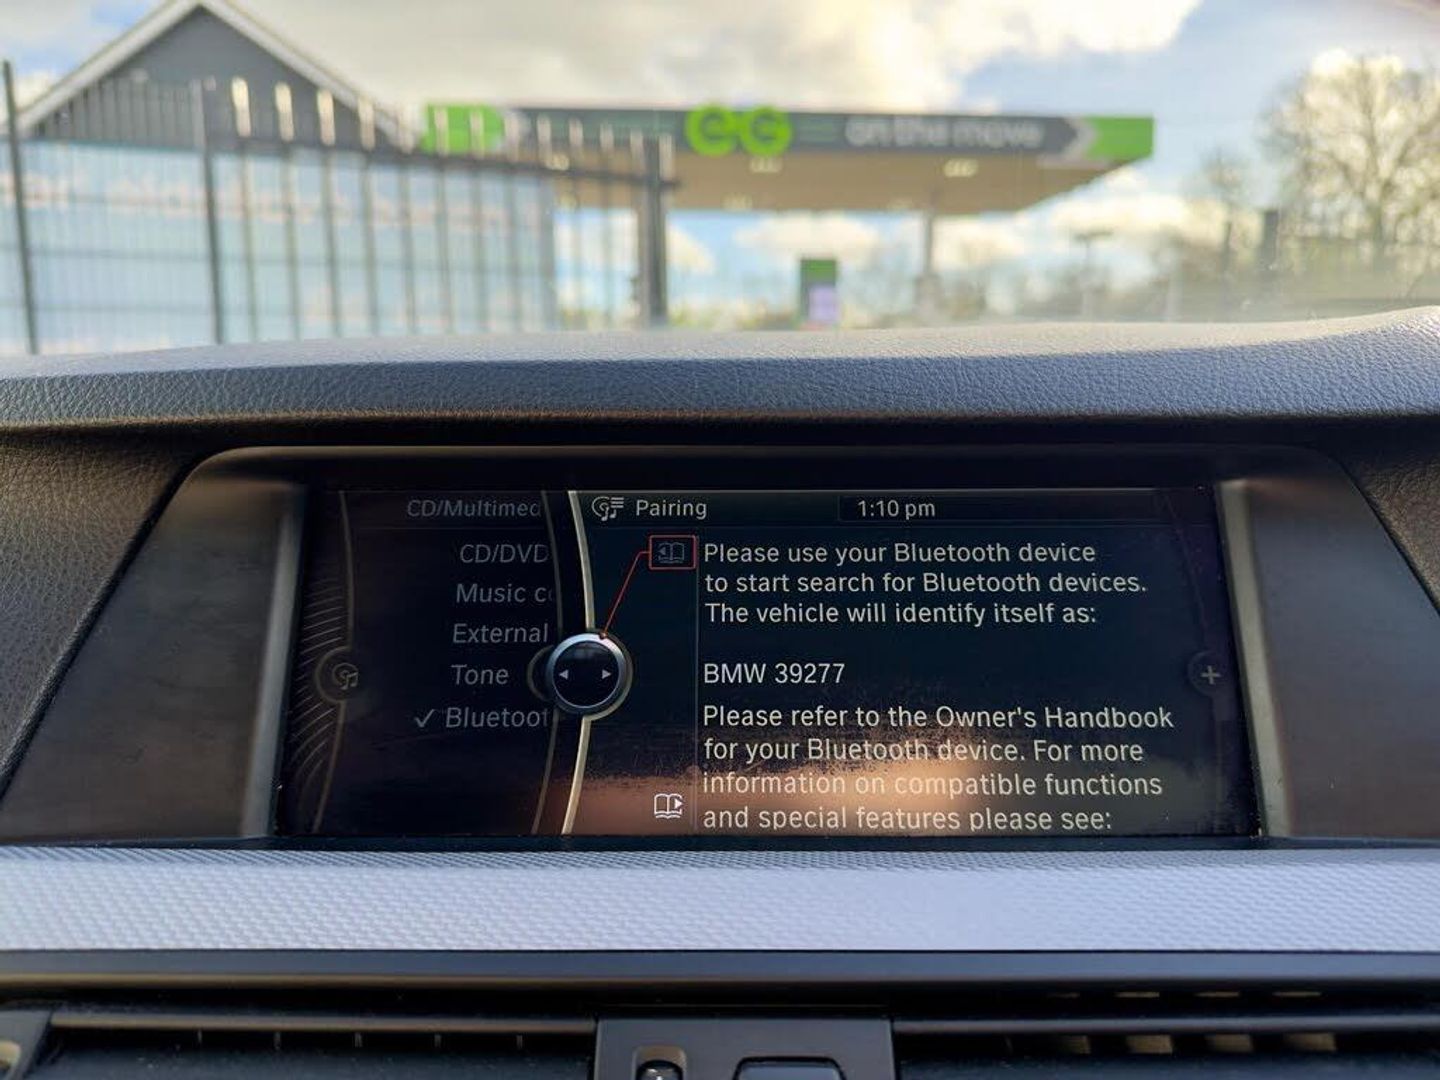 eG on the move
CD/Multimed
Pairing
1:10 pm
CD/DVD
Music co
External
Tone
✓ Bluetoot
Please use your Bluetooth device
to start search for Bluetooth devices.
The vehicle will identify itself as:
BMW 39277
Please refer to the Owner's Handbook
for your Bluetooth device. For more
information on compatible functions
and special features please see: